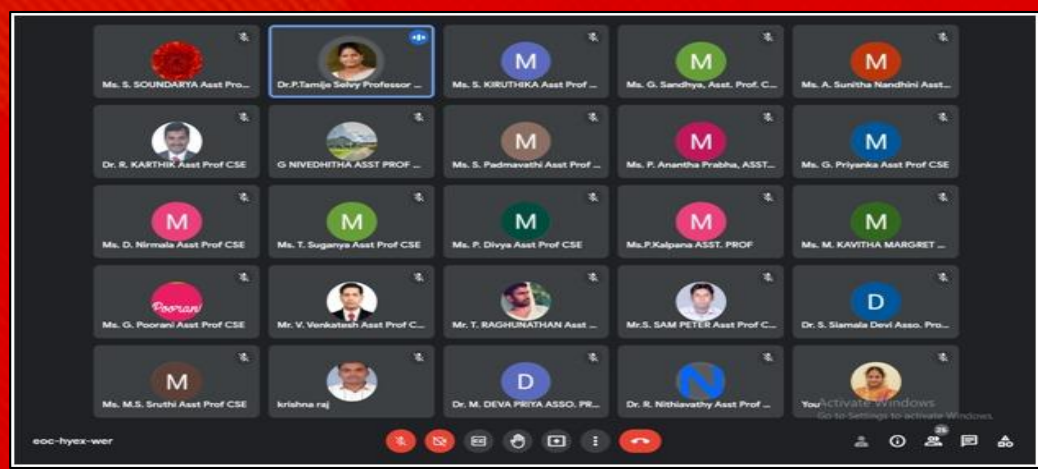 Ms. S. SOUNDARYA Asst Pro...
Dr.P.Tamije Selvy Professor ...
M
Ms. S. KIRUTHIKA Asst Prof ...
M
Ms. G. Sandhya, Asst. Prof. C...
M
Ms. A. Sunitha Nandhini Asst...
Dr. R. KARTHIK Asst Prof CSE
G NIVEDHITHA ASST PROF ...
M
Ms. S. Padmavathi Asst Prof ...
M
Ms. P. Anantha Prabha, ASST...
M
Ms. G. Priyanka Asst Prof CSE
M
Ms. D. Nirmala Asst Prof CSE
M
Ms. T. Suganya Asst Prof CSE
M
Ms. P. Divya Asst Prof CSE
M
Ms.P.Kalpana ASST. PROF
M
Ms. M. KAVITHA MARGRET ...
Poorani
Ms. G. Poorani Asst Prof CSE
Mr. V. Venkatesh Asst Prof C...
Mr. T. RAGHUNATHAN Asst ...
Mr.S. SAM PETER Asst Prof C...
D
Dr. S. Siamala Devi Asso. Pro...
M
Ms. M.S. Sruthi Asst Prof CSE
krishna raj
D
Dr. M. DEVA PRIYA ASSO. PR...
N
Dr. R. Nithiavathy Asst Prof ...
You
Activate Windows
Go to Settings to activate Windows.
eoc-hyex-wer
CC
25